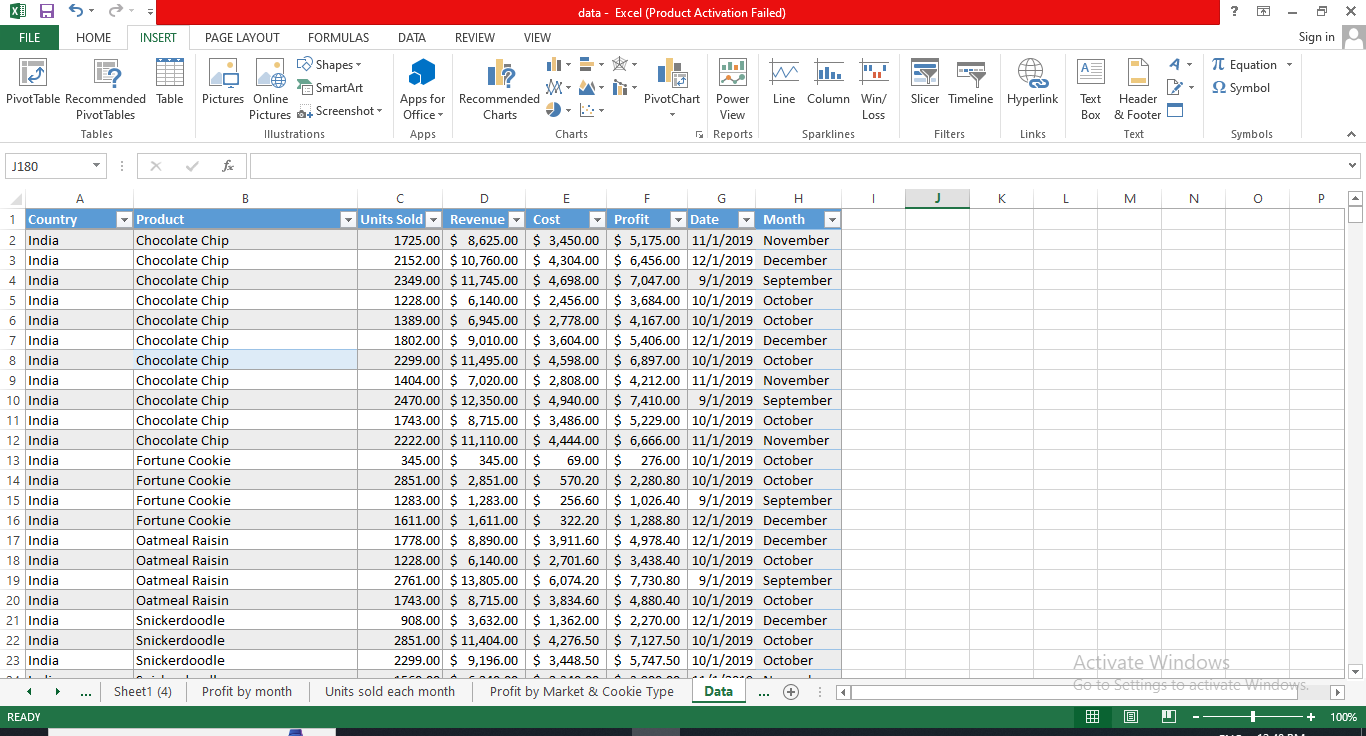 data - Excel (Product Activation Failed)
FILE HOME INSERT PAGE LAYOUT FORMULAS DATA REVIEW VIEW Sign in
PivotTable Recommended PivotTables Table
Pictures Online Pictures Shapes SmartArt Screenshot
Apps for Office Recommended Charts PivotChart Power View
Line Column Win/ Loss Slicer Timeline Hyperlink
Text Box Header & Footer Equation Symbol
Tables Illustrations Apps Charts Reports Sparklines Filters Links Text Symbols
J180 fx
A B C D E F G H I J K L M N O P
1 Country Product Units Sold Revenue Cost Profit Date Month
2 India Chocolate Chip 1725.00 $ 8,625.00 $ 3,450.00 $ 5,175.00 11/1/2019 November
3 India Chocolate Chip 2152.00 $ 10,760.00 $ 4,304.00 $ 6,456.00 12/1/2019 December
4 India Chocolate Chip 2349.00 $ 11,745.00 $ 4,698.00 $ 7,047.00 9/1/2019 September
5 India Chocolate Chip 1228.00 $ 6,140.00 $ 2,456.00 $ 3,684.00 10/1/2019 October
6 India Chocolate Chip 1389.00 $ 6,945.00 $ 2,778.00 $ 4,167.00 10/1/2019 October
7 India Chocolate Chip 1802.00 $ 9,010.00 $ 3,604.00 $ 5,406.00 12/1/2019 December
8 India Chocolate Chip 2299.00 $ 11,495.00 $ 4,598.00 $ 6,897.00 10/1/2019 October
9 India Chocolate Chip 1404.00 $ 7,020.00 $ 2,808.00 $ 4,212.00 11/1/2019 November
10 India Chocolate Chip 2470.00 $ 12,350.00 $ 4,940.00 $ 7,410.00 9/1/2019 September
11 India Chocolate Chip 1743.00 $ 8,715.00 $ 3,486.00 $ 5,229.00 10/1/2019 October
12 India Chocolate Chip 2222.00 $ 11,110.00 $ 4,444.00 $ 6,666.00 11/1/2019 November
13 India Fortune Cookie 345.00 $ 345.00 $ 69.00 $ 276.00 10/1/2019 October
14 India Fortune Cookie 2851.00 $ 2,851.00 $ 570.20 $ 2,280.80 10/1/2019 October
15 India Fortune Cookie 1283.00 $ 1,283.00 $ 256.60 $ 1,026.40 9/1/2019 September
16 India Fortune Cookie 1611.00 $ 1,611.00 $ 322.20 $ 1,288.80 12/1/2019 December
17 India Oatmeal Raisin 1778.00 $ 8,890.00 $ 3,911.60 $ 4,978.40 12/1/2019 December
18 India Oatmeal Raisin 1228.00 $ 6,140.00 $ 2,701.60 $ 3,438.40 10/1/2019 October
19 India Oatmeal Raisin 2761.00 $ 13,805.00 $ 6,074.20 $ 7,730.80 9/1/2019 September
20 India Oatmeal Raisin 1743.00 $ 8,715.00 $ 3,834.60 $ 4,880.40 10/1/2019 October
21 India Snickerdoodle 908.00 $ 3,632.00 $ 1,362.00 $ 2,270.00 12/1/2019 December
22 India Snickerdoodle 2851.00 $ 11,404.00 $ 4,276.50 $ 7,127.50 10/1/2019 October
23 India Snickerdoodle 2299.00 $ 9,196.00 $ 3,448.50 $ 5,747.50 10/1/2019 October
Activate Windows
Go to Settings to activate Windows.
... Sheet1 (4) Profit by month Units sold each month Profit by Market & Cookie Type Data ...
READY 100%